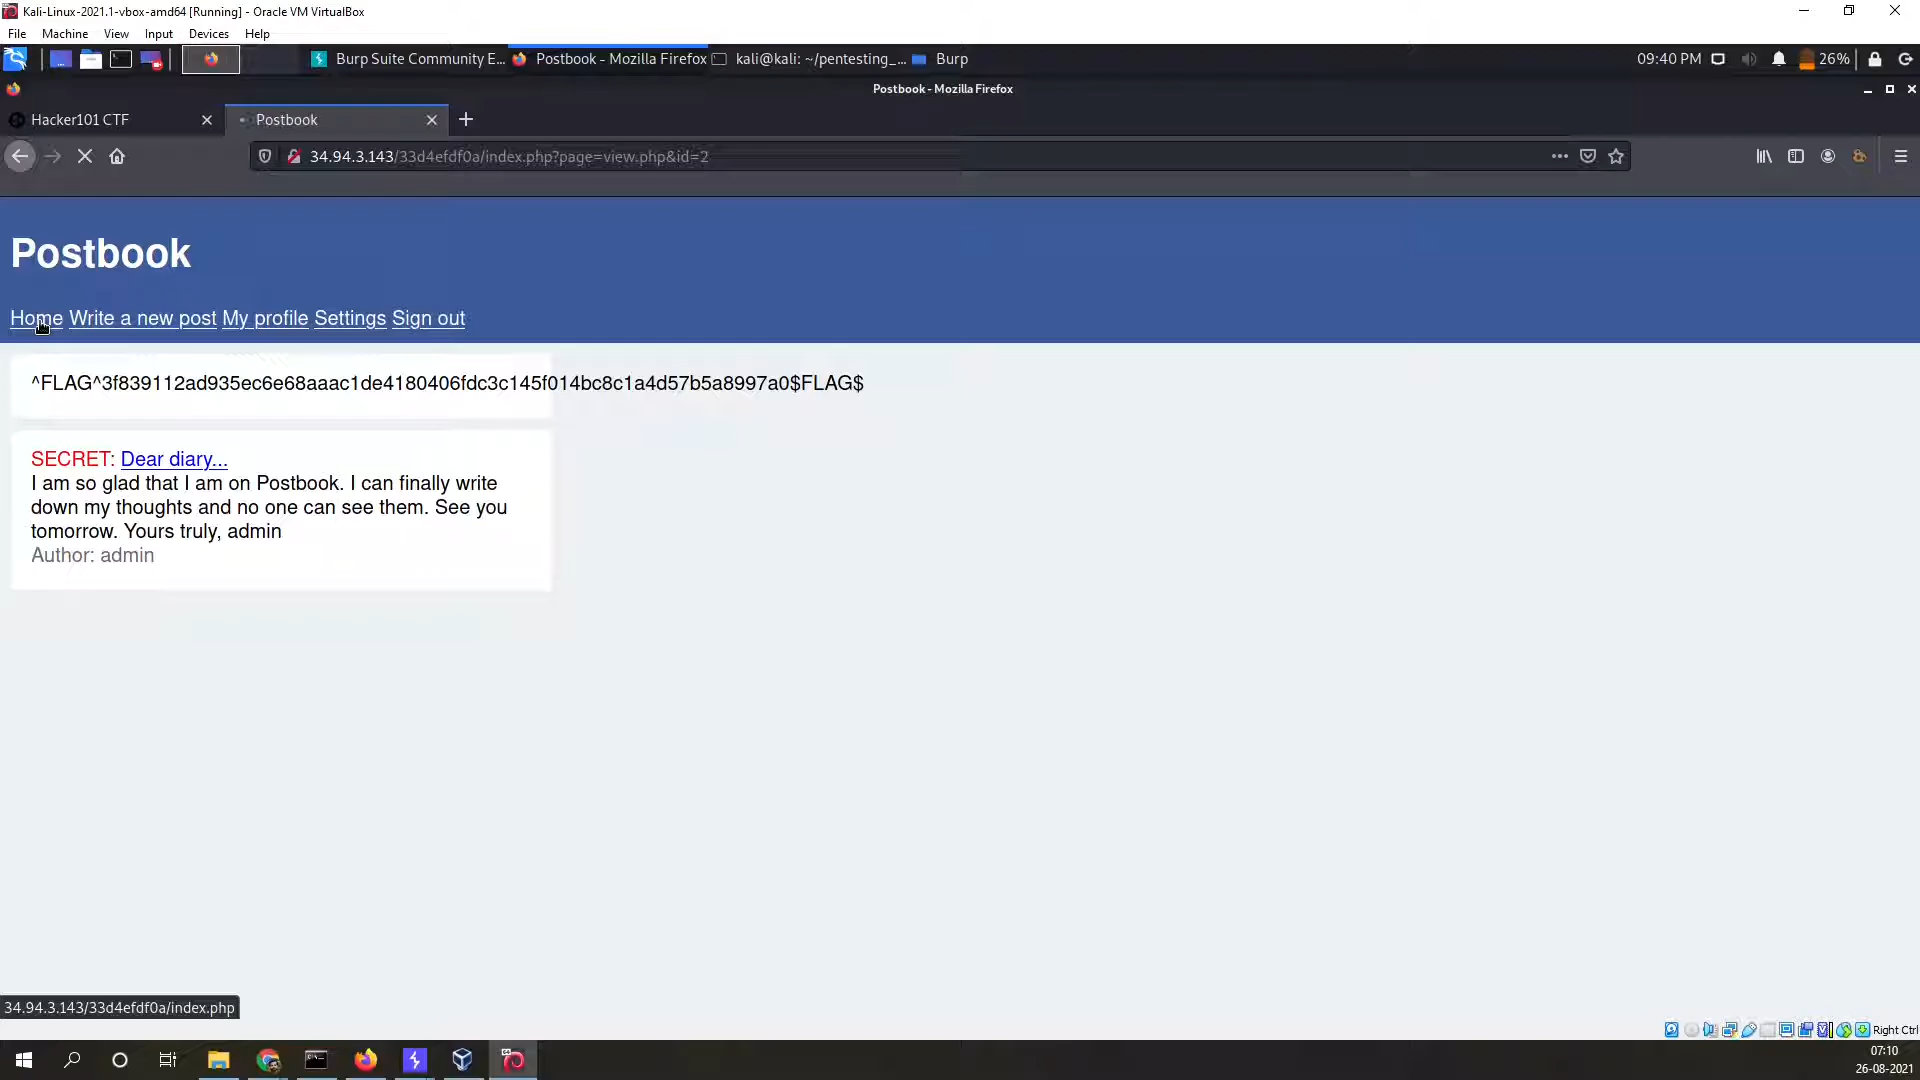 Kali-Linux-2021.1-vbox-amd64 [Running] - Oracle VM VirtualBox
File Machine View Input Devices Help
Burp Suite Community E... Postbook - Mozilla Firefox kali@kali: ~/pentesting_... Burp 09:40 PM 26%
Postbook - Mozilla Firefox
Hacker101 CTF Postbook
34.94.3.143/33d4efdf0a/index.php?page=view.php&id=2
Postbook
Home Write a new post My profile Settings Sign out
^FLAG^3f839112ad935ec6e68aaac1de4180406fdc3c145f014bc8c1a4d57b5a8997a0$FLAG$
SECRET: Dear diary...
I am so glad that I am on Postbook. I can finally write
down my thoughts and no one can see them. See you
tomorrow. Yours truly, admin
Author: admin
34.94.3.143/33d4efdf0a/index.php
Right Ctrl
07:10
26-08-2021